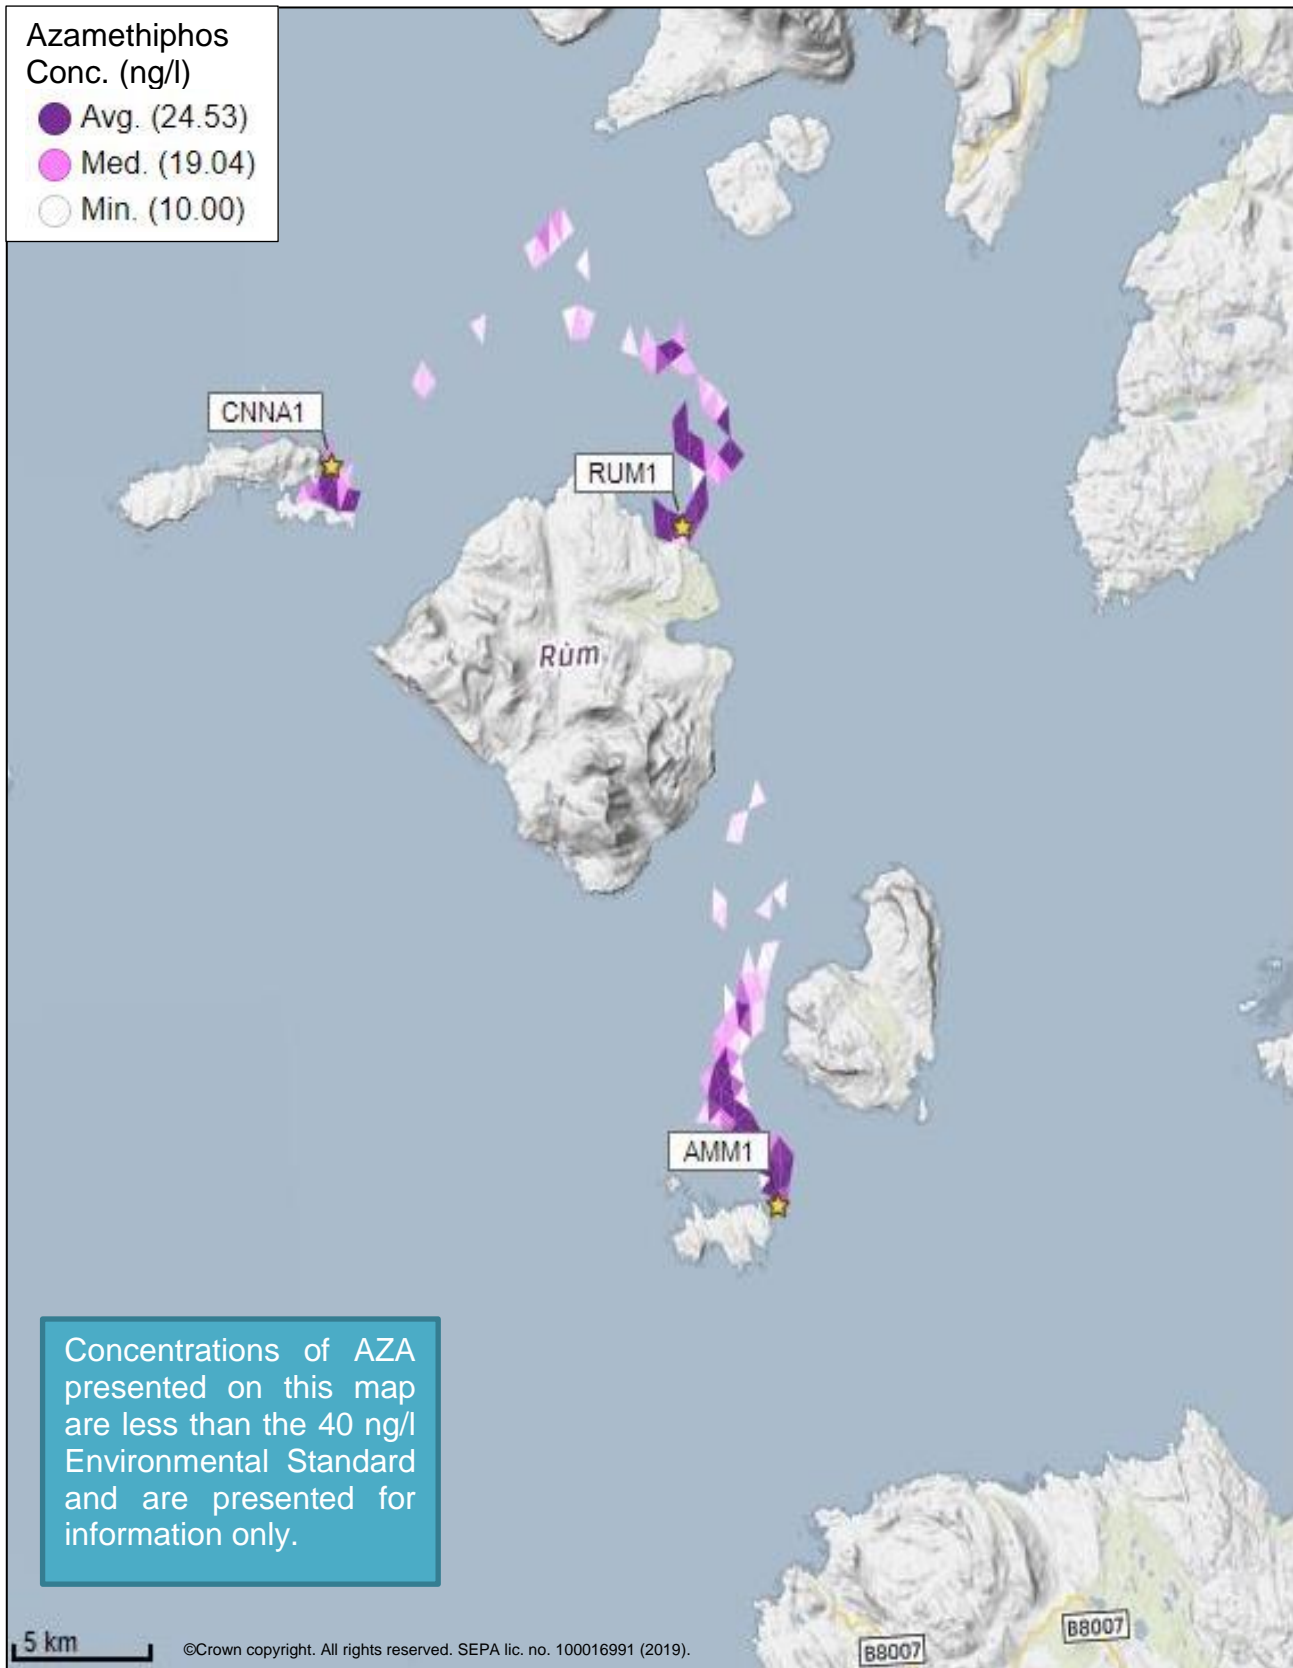 Azamethiphos
Conc. (ng/l)
Avg. (24.53)
Med. (19.04)
Min. (10.00)
CNNA1
RUM1
Rùm
AMM1
Concentrations of AZA
presented on this map
are less than the 40 ng/l
Environmental Standard
and are presented for
information only.
5 km
©Crown copyright. All rights reserved. SEPA lic. no. 100016991 (2019).
B8007
B8007